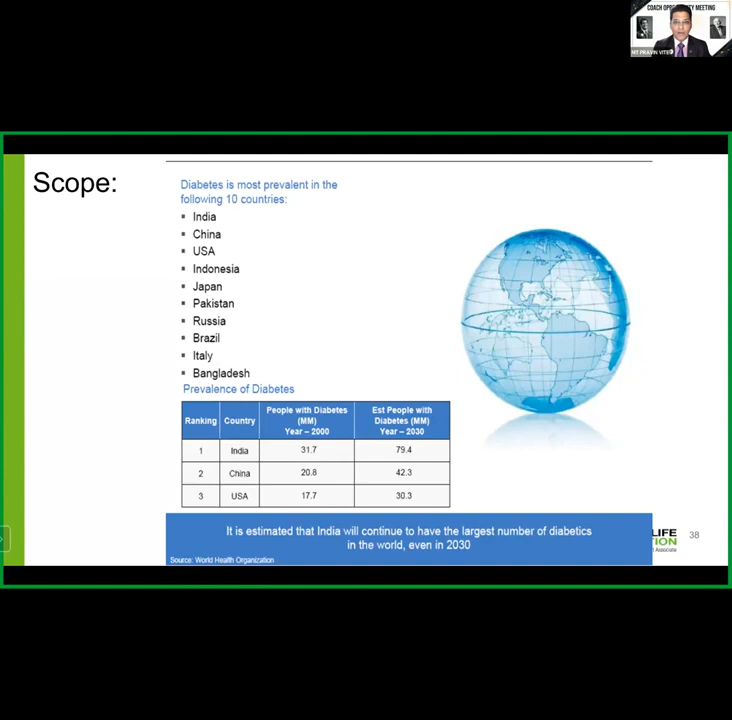 COACH OPPORTUNITY MEETING
Scope:
Diabetes is most prevalent in the
following 10 countries:
▪ India
▪ China
▪ USA
▪ Indonesia
▪ Japan
▪ Pakistan
▪ Russia
▪ Brazil
▪ Italy
▪ Bangladesh
Prevalence of Diabetes
Ranking Country People with Diabetes (MM) Year – 2000 Est People with Diabetes (MM) Year – 2030
1 India 31.7 79.4
2 China 20.8 42.3
3 USA 17.7 30.3
It is estimated that India will continue to have the largest number of diabetics
in the world, even in 2030
Source: World Health Organization
LIFE
ION
Associate
38